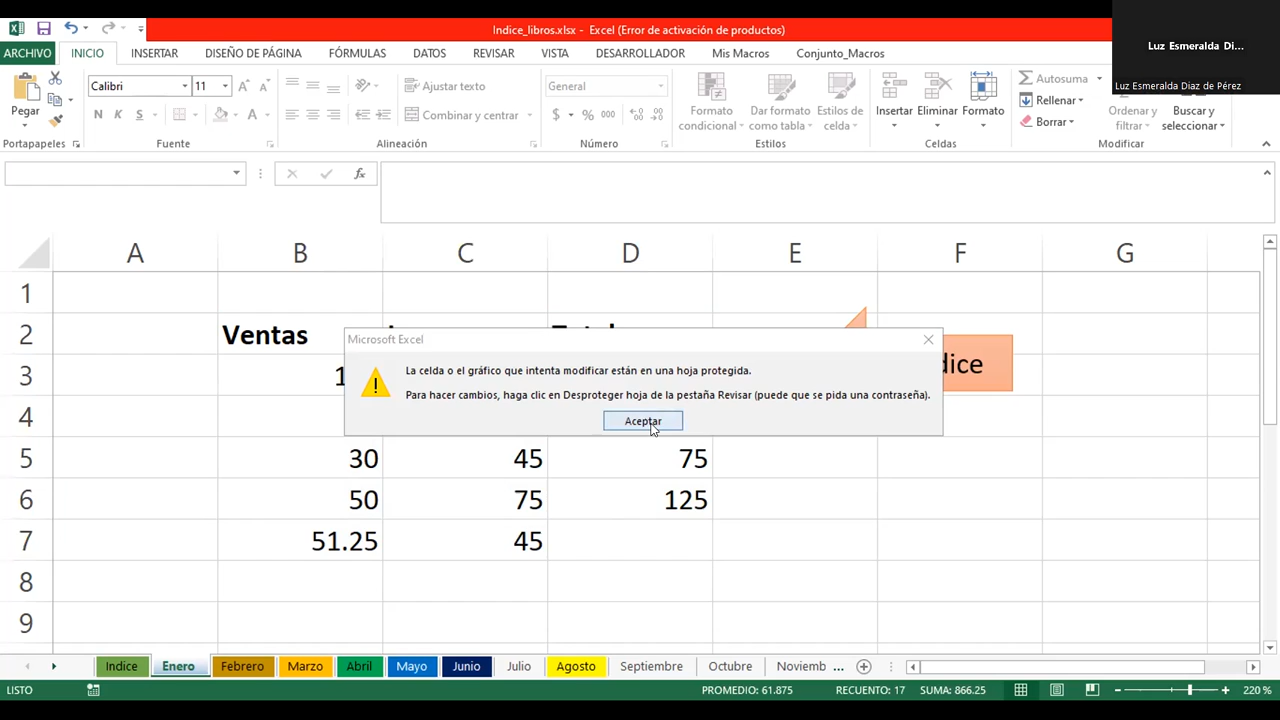 Indice_libros.xlsx - Excel (Error de activación de productos)
Luz Esmeralda Di...
Luz Esmeralda Diaz de Pérez
ARCHIVO INICIO INSERTAR DISEÑO DE PÁGINA FÓRMULAS DATOS REVISAR VISTA DESARROLLADOR Mis Macros Conjunto_Macros
Pegar
Calibri 11
N K S
Ajustar texto
Combinar y centrar
General
$ % 000
Formato condicional
Dar formato como tabla
Estilos de celda
Insertar Eliminar Formato
Autosuma
Rellenar
Borrar
Ordenar y filtrar
Buscar y seleccionar
Portapapeles Fuente Alineación Número Estilos Celdas Modificar
fx
A B C D E F G
1
2 Ventas
3
4
5 30 45 75
6 50 75 125
7 51.25 45
8
9
Microsoft Excel
La celda o el gráfico que intenta modificar están en una hoja protegida.
Para hacer cambios, haga clic en Desproteger hoja de la pestaña Revisar (puede que se pida una contraseña).
Aceptar
Indice Enero Febrero Marzo Abril Mayo Junio Julio Agosto Septiembre Octubre Noviemb ...
LISTO PROMEDIO: 61.875 RECUENTO: 17 SUMA: 866.25 220 %